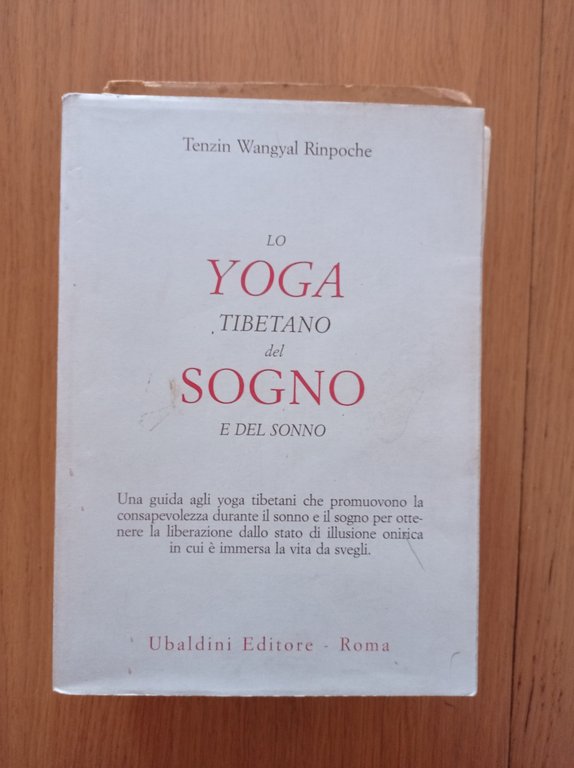 Tenzin Wangyal Rinpoche
LO
YOGA
TIBETANO
del
SOGNO
E DEL SONNO
Una guida agli yoga tibetani che promuovono la
consapevolezza durante il sonno e il sogno per otte-
nere la liberazione dallo stato di illusione onirica
in cui è immersa la vita da svegli.
Ubaldini Editore - Roma